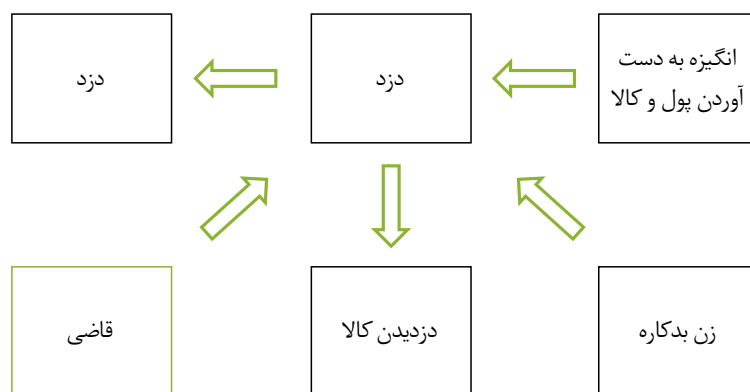 انگیزه به دست
آوردن پول و کالا
دزد
دزد
زن بدکاره
دزدیدن کالا
قاضی